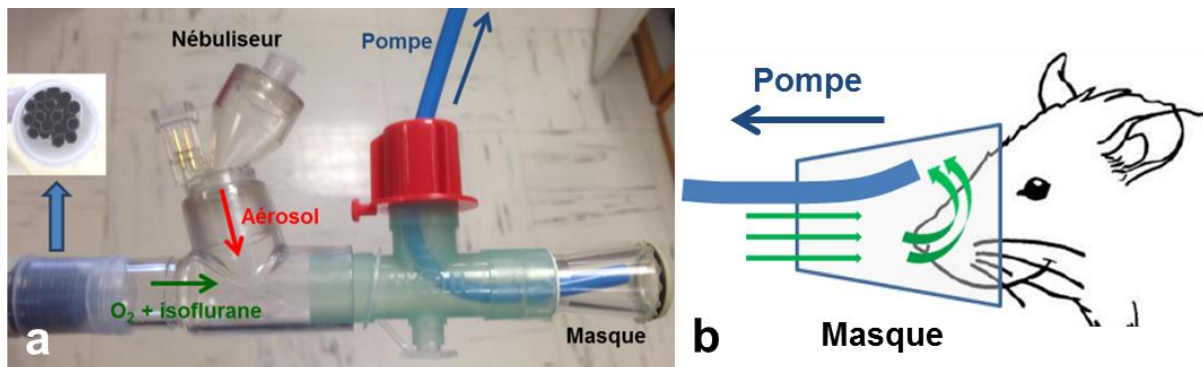 Nébuliseur
Pompe
Aérosol
O₂ + isoflurane
Masque
a
Pompe
Masque
b